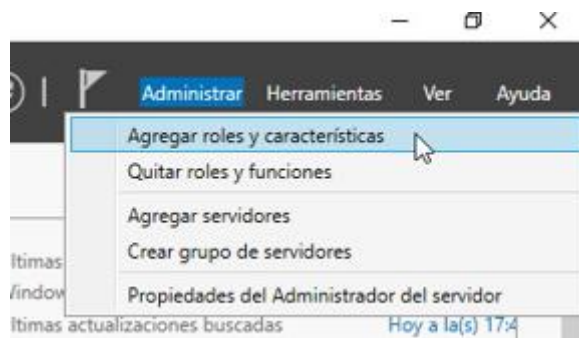 Administrar Herramientas Ver Ayuda
Agregar roles y características
Quitar roles y funciones
Agregar servidores
Crear grupo de servidores
Propiedades del Administrador del servidor
ltimas actualizaciones buscadas Hoy a la(s) 17:4